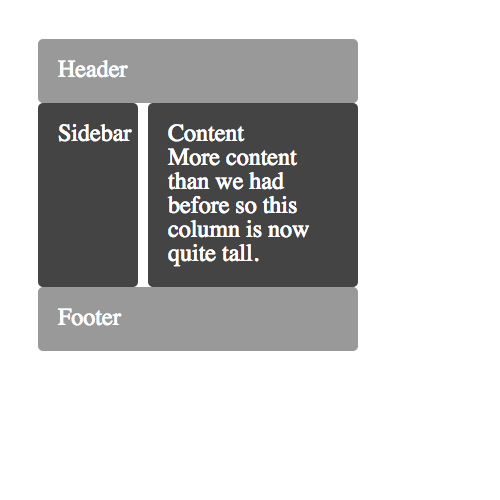 Header
Sidebar
Content
More content
than we had
before so this
column is now
quite tall.
Footer